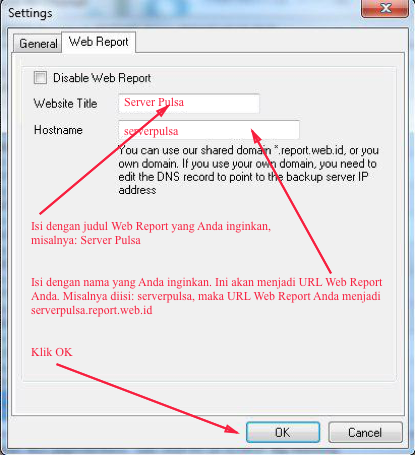 Settings
General
Web Report
Disable Web Report
Website Title
Server Pulsa
Hostname
serverpulsa
You can use our shared domain *.report.web.id, or you
own domain. If you use your own domain, you need to
edit the DNS record to point to the backup server IP
address
Isi dengan judul Web Report yang Anda inginkan,
misalnya: Server Pulsa
Isi dengan nama yang Anda inginkan. Ini akan menjadi URL Web Report
Anda. Misalnya diisi: serverpulsa, maka URL Web Report Anda menjadi
serverpulsa.report.web.id
Klik OK
OK
Cancel